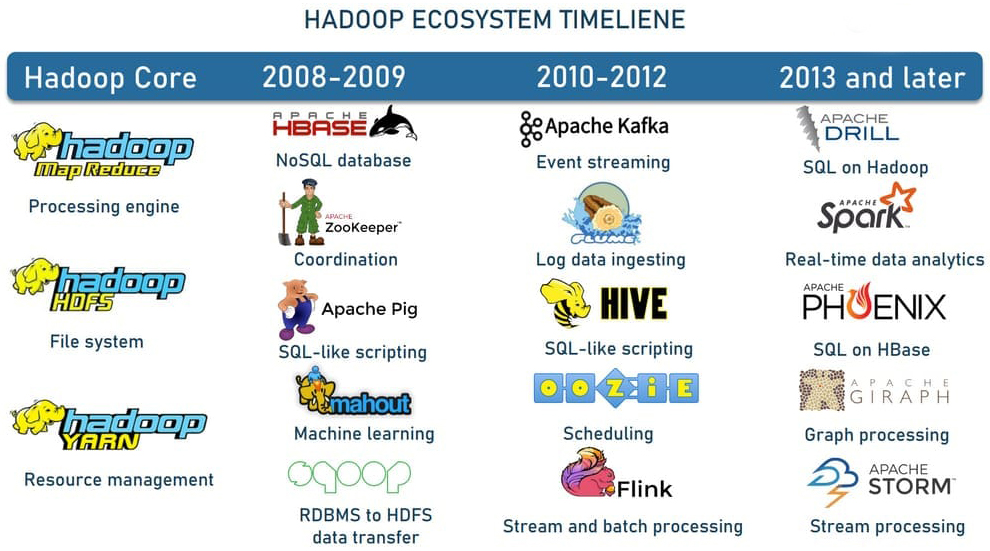 HADOOP ECOSYSTEM TIMELIENE
Hadoop Core
2008-2009
2010-2012
2013 and later
hadoop
Map Reduce
Processing engine
hadoop
HDFS
File system
hadoop
YARN
Resource management
APACHE
HBASE
NoSQL database
APACHE
ZooKeeper™
Coordination
Apache Pig
SQL-like scripting
mahout
Machine learning
sqoop
RDBMS to HDFS
data transfer
Apache Kafka
Event streaming
FLUME
Log data ingesting
HIVE
SQL-like scripting
OOZiE
Scheduling
Flink
Stream and batch processing
APACHE
DRILL
SQL on Hadoop
APACHE
Spark™
Real-time data analytics
APACHE
PHOENIX
SQL on HBase
APACHE
GIRAPH
Graph processing
APACHE
STORM™
Stream processing